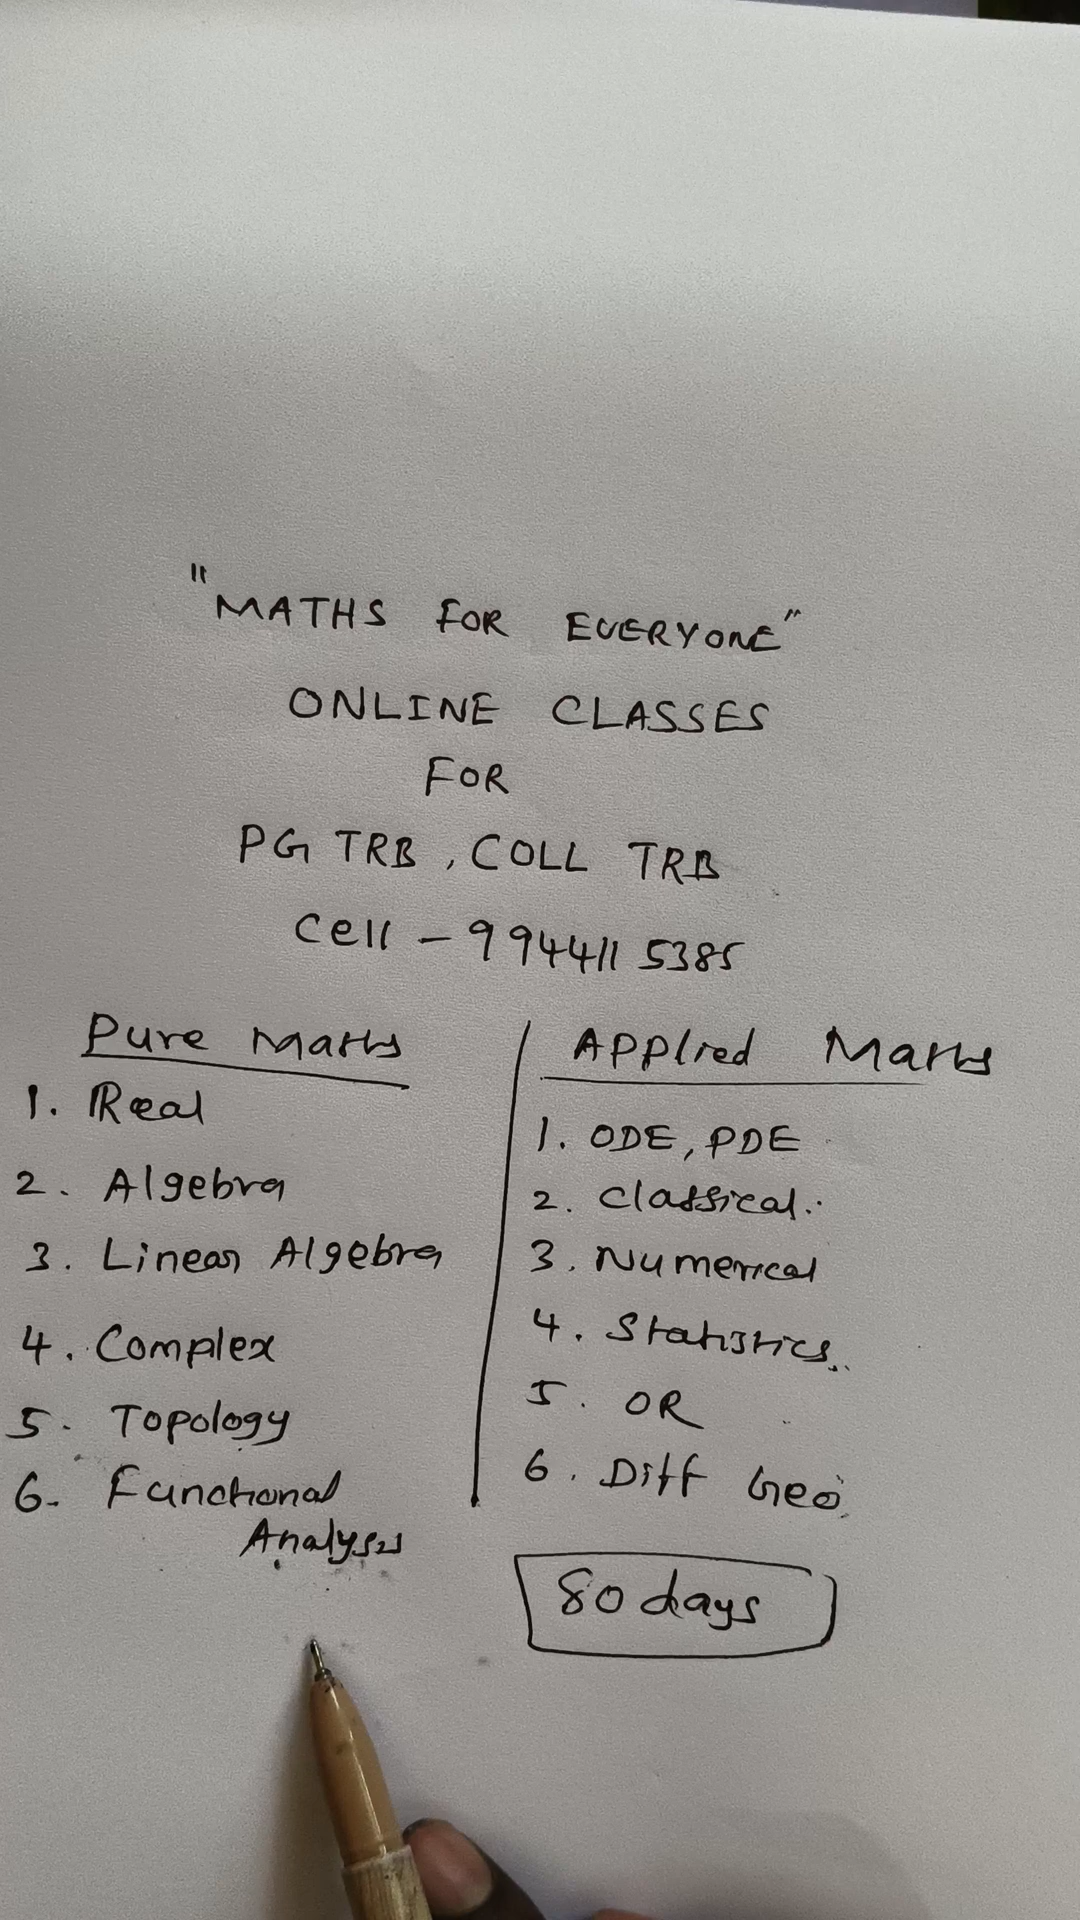 "MATHS FOR EVERYONE"
ONLINE CLASSES
FOR
PG TRB, COLL TRB
Cell - 9944115385
Pure Maths
1. Real
2. Algebra
3. Linear Algebra
4. Complex
5. Topology
6. Functional
Analysis
Applied Maths
1. ODE, PDE
2. Classical.
3. Numerical
4. Statistics
5. OR
6. Diff Geo
80 days